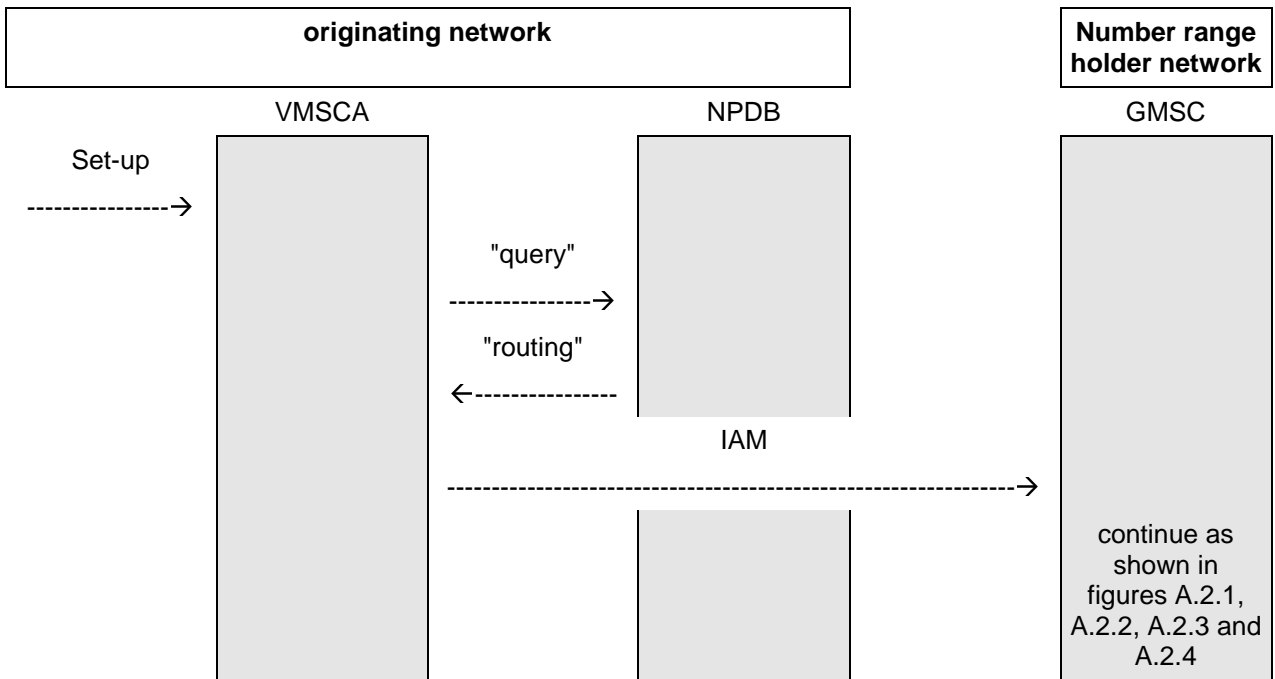 originating network
Number range
holder network
VMSCA
NPDB
GMSC
Set-up
----------------→
"query"
----------------→
"routing"
←----------------
IAM
----------------------------------------------------------------→
continue as
shown in
figures A.2.1,
A.2.2, A.2.3 and
A.2.4